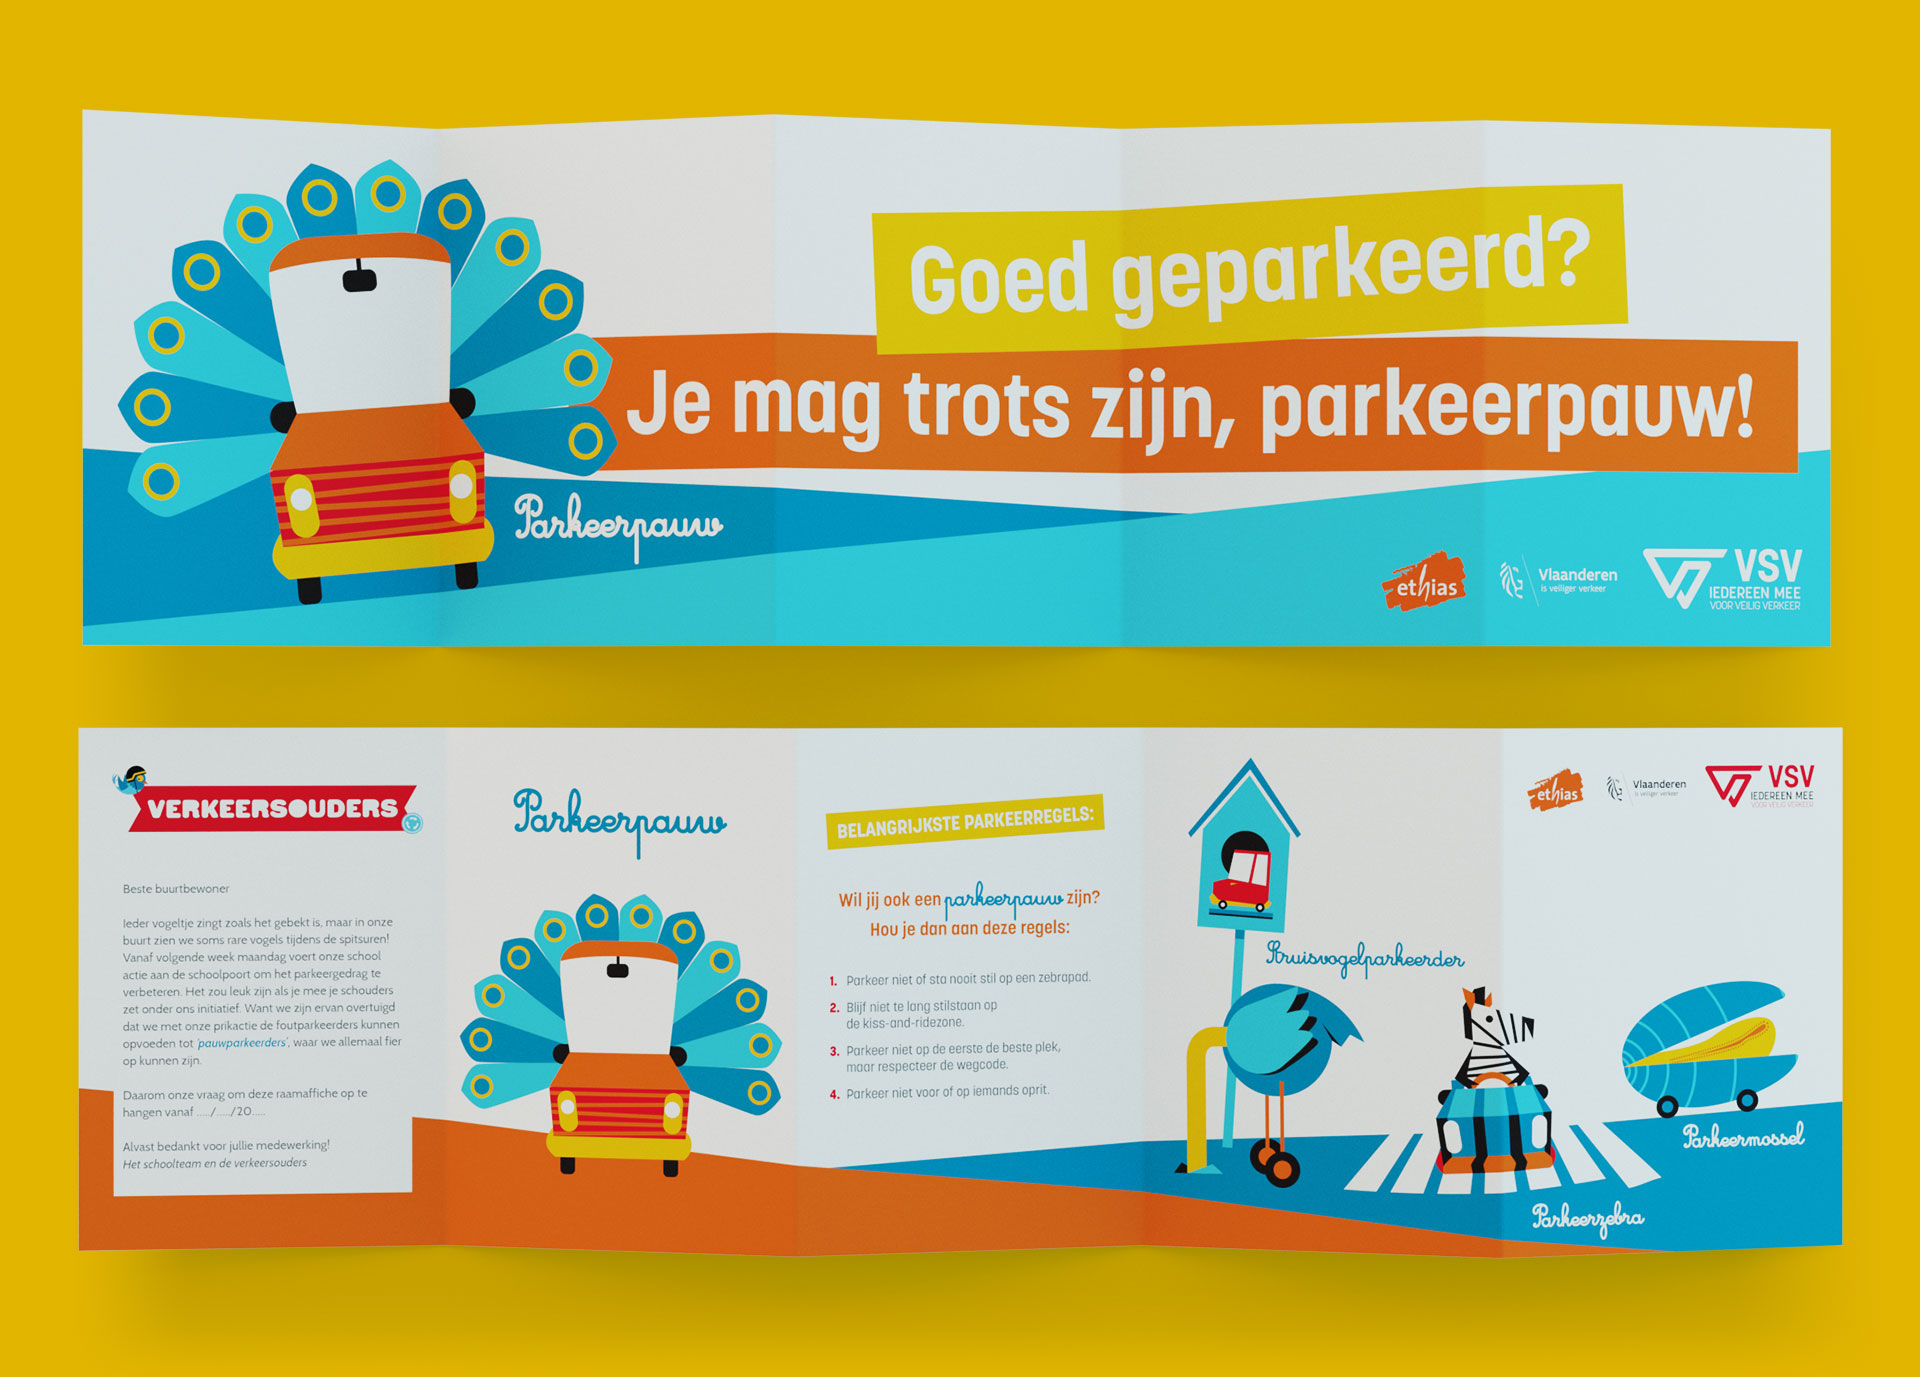 Goed geparkeerd?
Je mag trots zijn, parkeerpauw!
Parkeerpauw
ethias
Vlaanderen
is veiliger verkeer
VSV
IEDEREEN MEE
VOOR VEILIG VERKEER
VERKEERSOUDERS
Beste buurtbewoner
Ieder vogeltje zingt zoals het gebekt is, maar in onze
buurt zien we soms rare vogels tijdens de spitsuren!
Vanaf volgende week maandag voert onze school
actie aan de schoolpoort om het parkeergedrag te
verbeteren. Het zou leuk zijn als je mee je schouders
zet onder ons initiatief. Want we zijn ervan overtuigd
dat we met onze prikactie de foutparkeerders kunnen
opvoeden tot 'pauwparkeerders', waar we allemaal fier
op kunnen zijn.
Daarom onze vraag om deze raamaffiche op te
hangen vanaf ...../...../20.....
Alvast bedankt voor jullie medewerking!
Het schoolteam en de verkeersouders
Parkeerpauw
BELANGRIJKSTE PARKEERREGELS:
Wil jij ook een parkeerpauw zijn?
Hou je dan aan deze regels:
1. Parkeer niet of sta nooit stil op een zebrapad.
2. Blijf niet te lang stilstaan op
de kiss-and-ridezone.
3. Parkeer niet op de eerste de beste plek,
maar respecteer de wegcode.
4. Parkeer niet voor of op iemands oprit.
Struisvogelparkeerder
Parkeerzebra
Parkeermossel
ethias
Vlaanderen
is veiliger verkeer
VSV
IEDEREEN MEE
VOOR VEILIG VERKEER